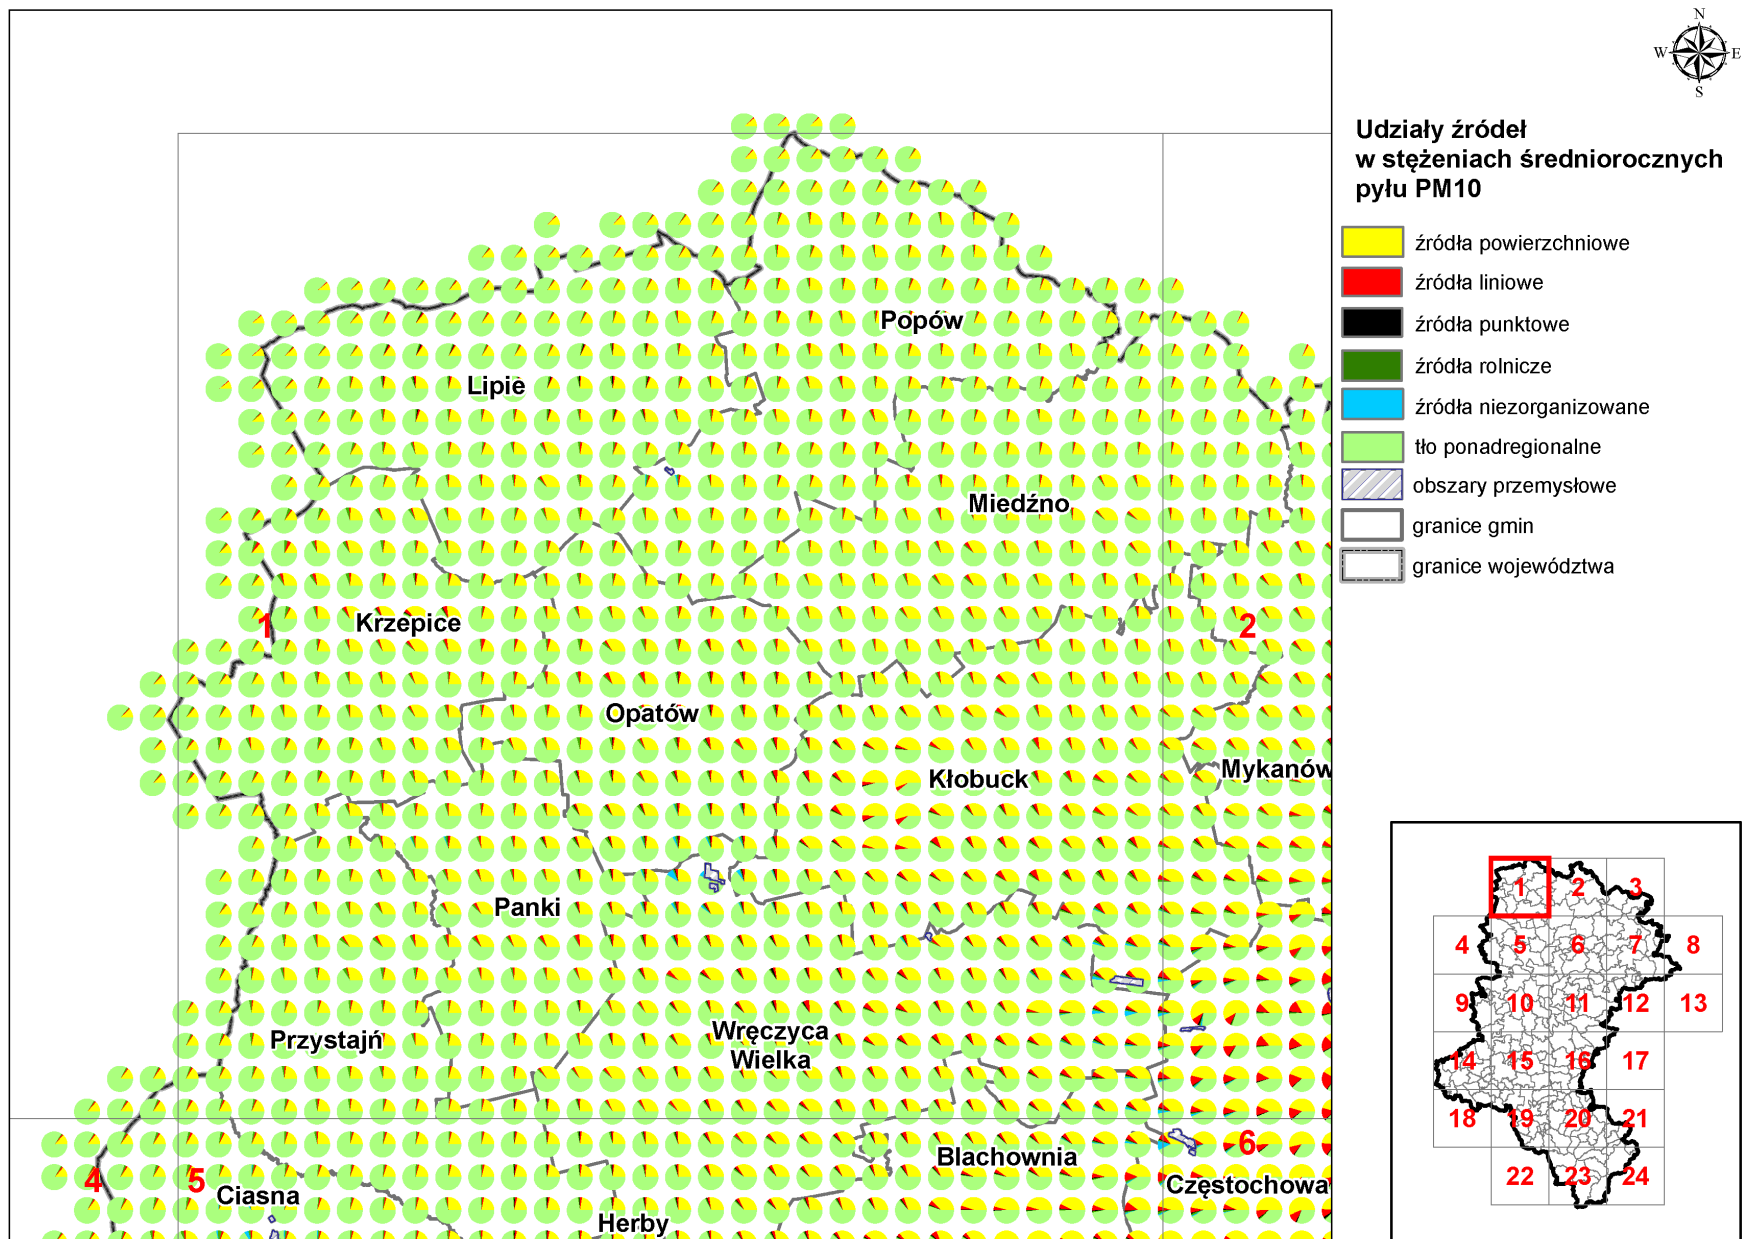 N
W E
S
Udziały źródeł
w stężeniach średniorocznych
pyłu PM10
źródła powierzchniowe
źródła liniowe
źródła punktowe
źródła rolnicze
źródła niezorganizowane
tło ponadregionalne
obszary przemysłowe
granice gmin
granice województwa
Popów
Lipie
Miedźno
1
Krzepice
2
Opatów
Kłobuck
Mykanów
Panki
Przystajń
Wręczyca
Wielka
6
Blachownia
4
5
Ciasna
Częstochowa
Herby
1 2 3
4 5 6 7 8
9 10 11 12 13
14 15 16 17
18 19 20 21
22 23 24